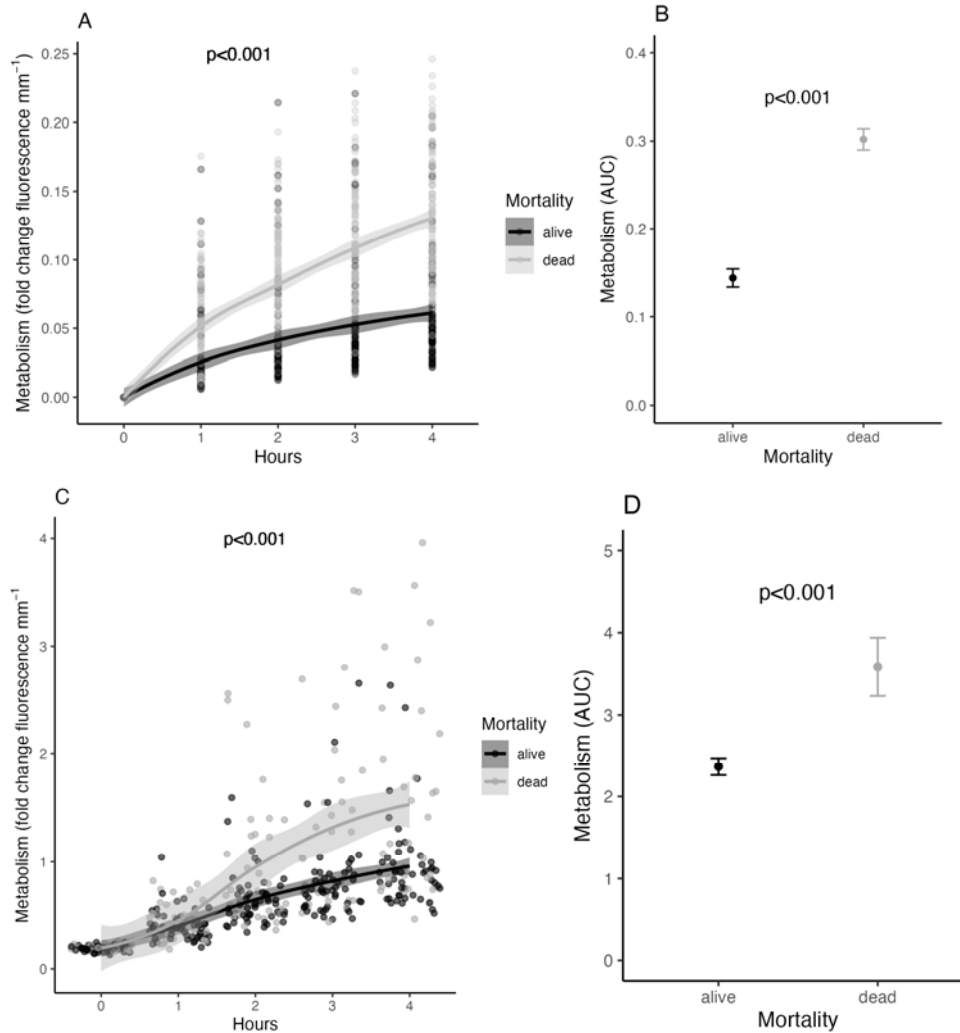 A
p<0.001
Metabolism (fold change fluorescence mm⁻¹)
0.25
0.20
0.15
0.10
0.05
0.00
0 1 2 3 4
Hours
Mortality
alive
dead
B
p<0.001
Metabolism (AUC)
0.4
0.3
0.2
0.1
0.0
alive dead
Mortality
C
p<0.001
Metabolism (fold change fluorescence mm⁻¹)
4
3
2
1
0
0 1 2 3 4
Hours
Mortality
alive
dead
D
p<0.001
Metabolism (AUC)
5
4
3
2
1
0
alive dead
Mortality